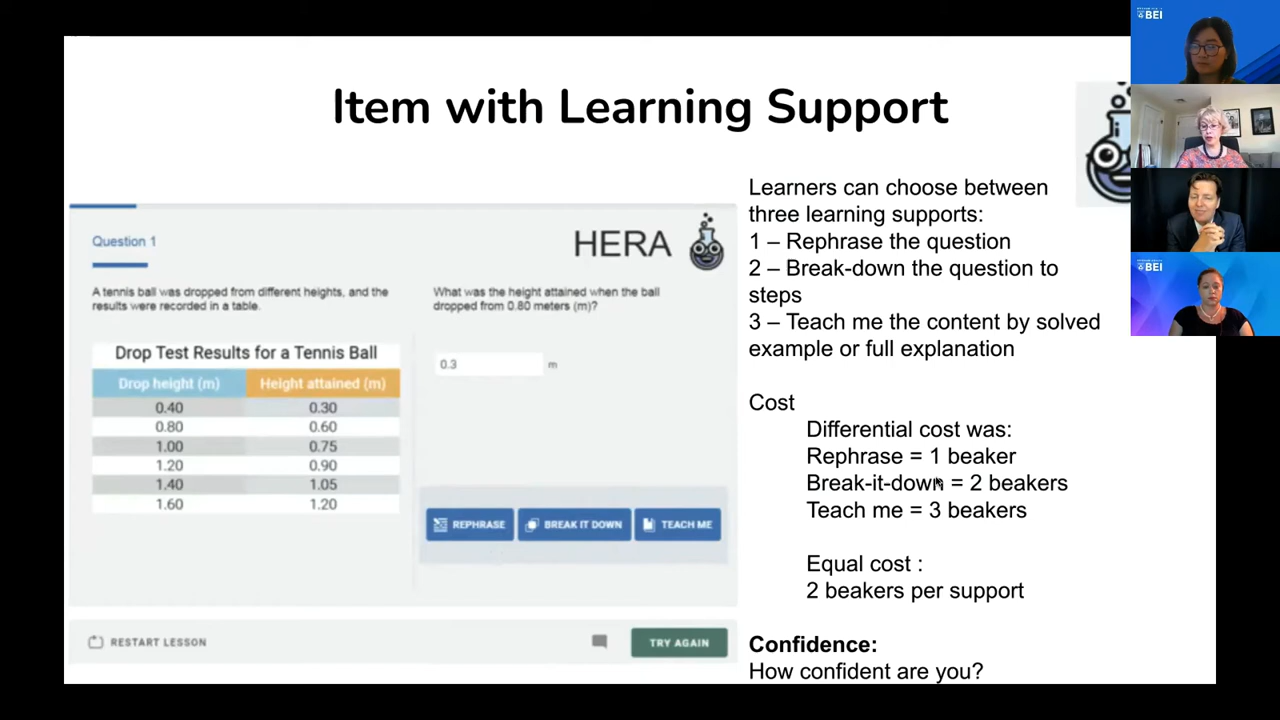 BEI
Item with Learning Support
Question 1
HERA
A tennis ball was dropped from different heights, and the
results were recorded in a table.
What was the height attained when the ball
dropped from 0.80 meters (m)?
0.3 m
Drop Test Results for a Tennis Ball
Drop height (m) Height attained (m)
0.40 0.30
0.80 0.60
1.00 0.75
1.20 0.90
1.40 1.05
1.60 1.20
REPHRASE BREAK IT DOWN TEACH ME
RESTART LESSON TRY AGAIN
Learners can choose between
three learning supports:
1 – Rephrase the question
2 – Break-down the question to
steps
3 – Teach me the content by solved
example or full explanation
Cost
Differential cost was:
Rephrase = 1 beaker
Break-it-down = 2 beakers
Teach me = 3 beakers
Equal cost :
2 beakers per support
Confidence:
How confident are you?
BEI